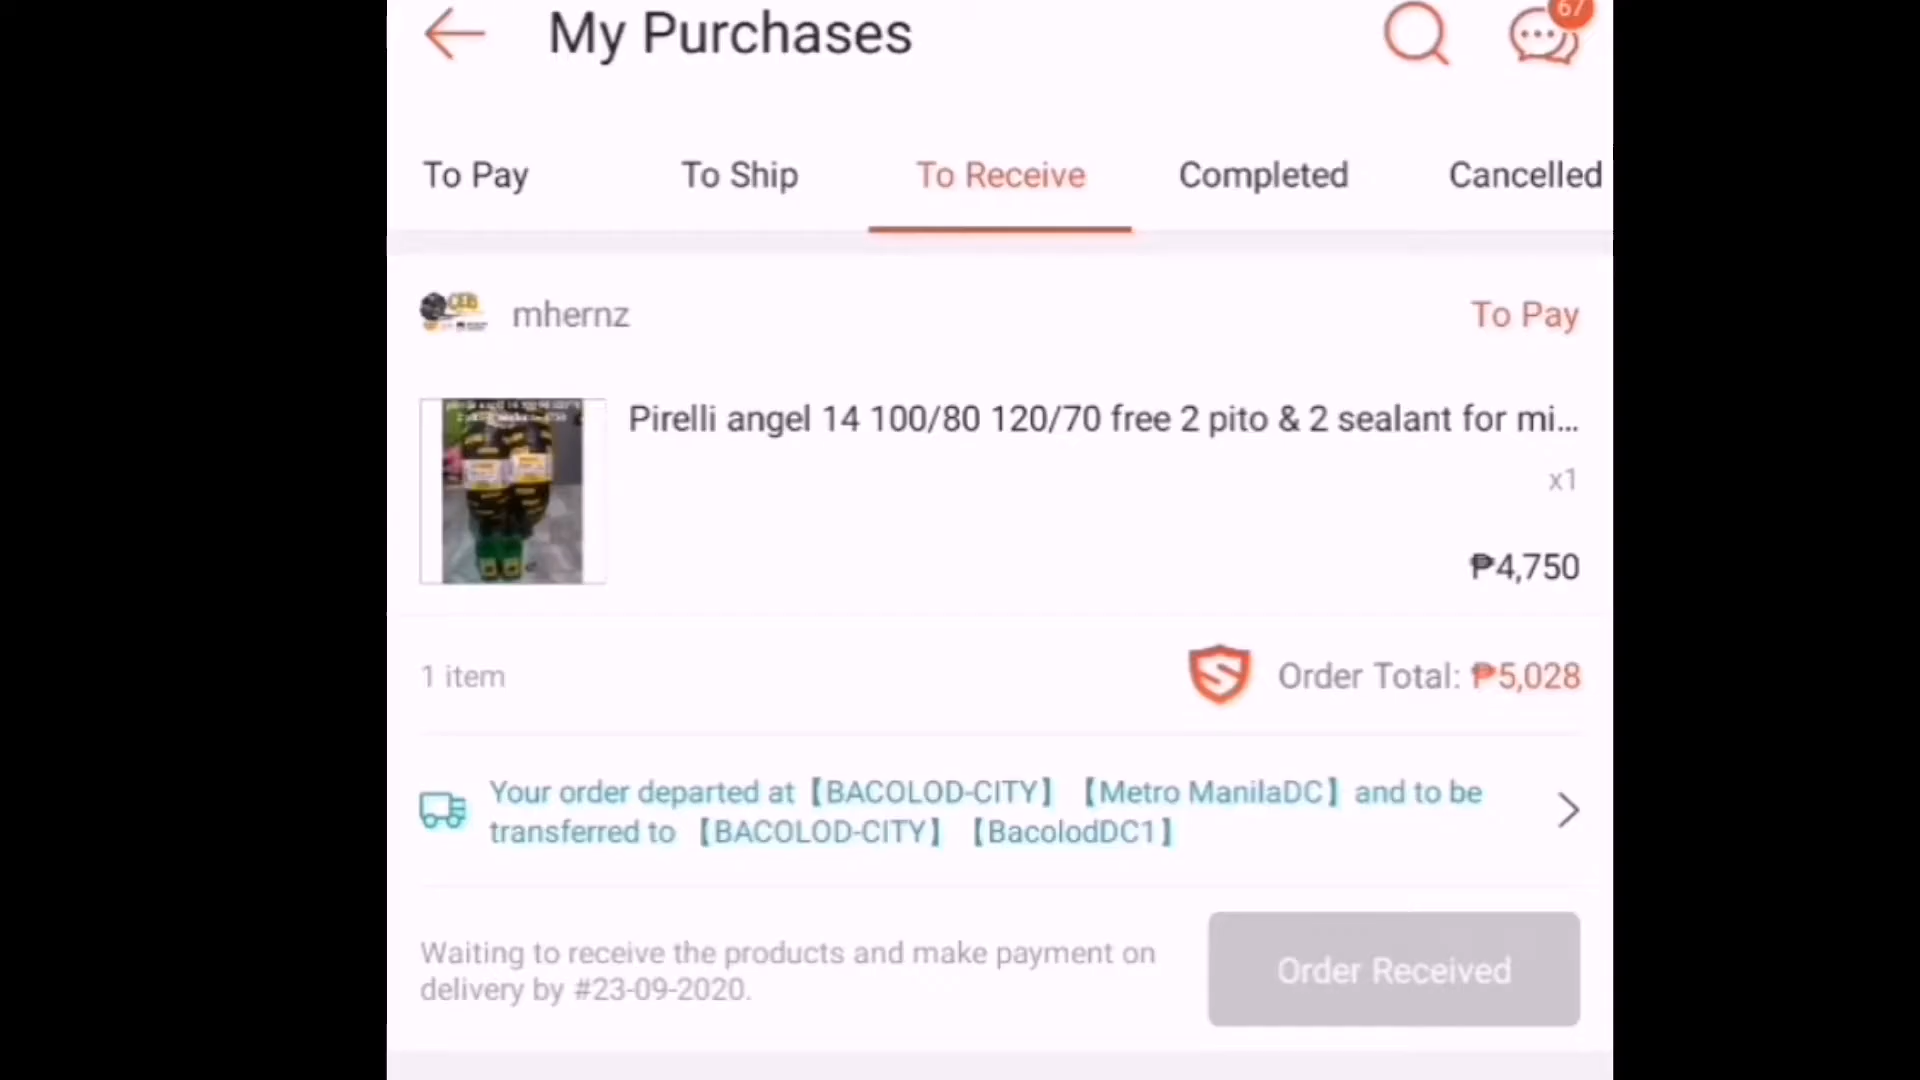 My Purchases
67
To Pay
To Ship
To Receive
Completed
Cancelled
mhernz
To Pay
Pirelli angel 14 100/80 120/70 free 2 pito & 2 sealant for mi...
x1
₱4,750
1 item
Order Total: ₱5,028
Your order departed at【BACOLOD-CITY】【Metro ManilaDC】and to be
transferred to 【BACOLOD-CITY】【BacolodDC1】
Waiting to receive the products and make payment on
delivery by #23-09-2020.
Order Received